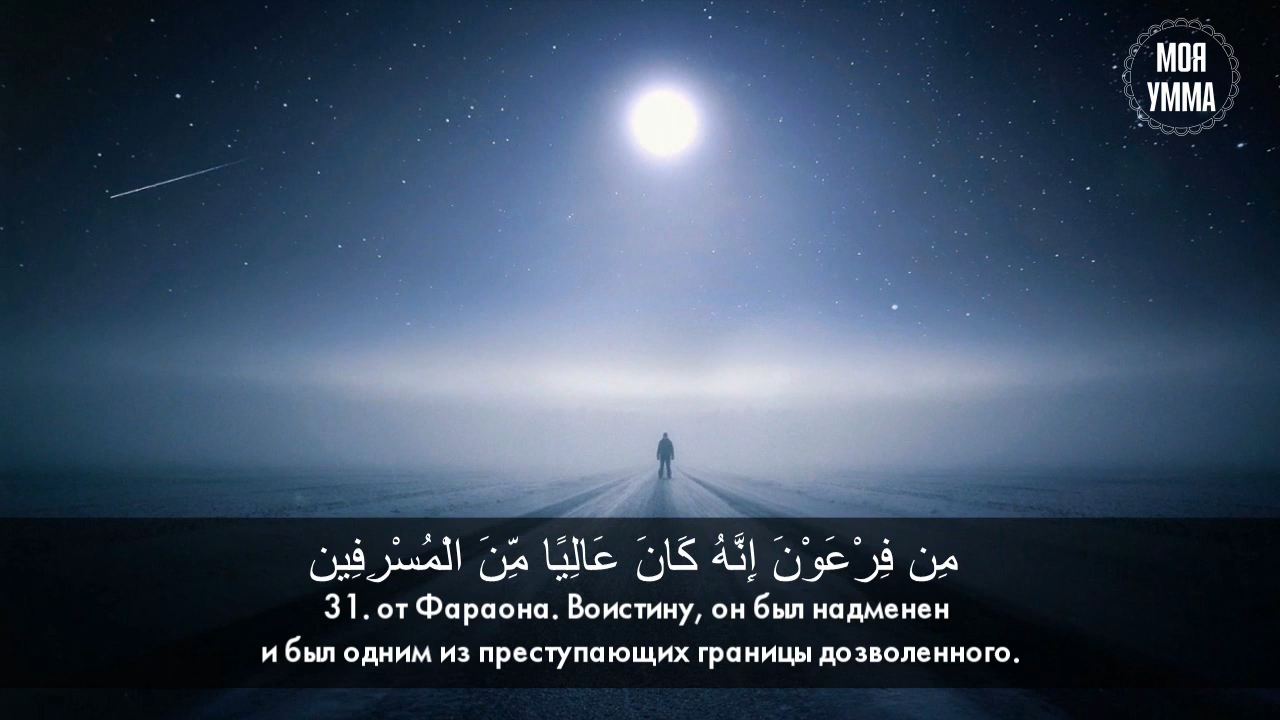 МОЯ
УММА
مِن فِرْعَوْنَ إِنَّهُ كَانَ عَالِيًا مِّنَ الْمُسْرِفِين
31. от Фараона. Воистину, он был надменен
и был одним из преступающих границы дозволенного.